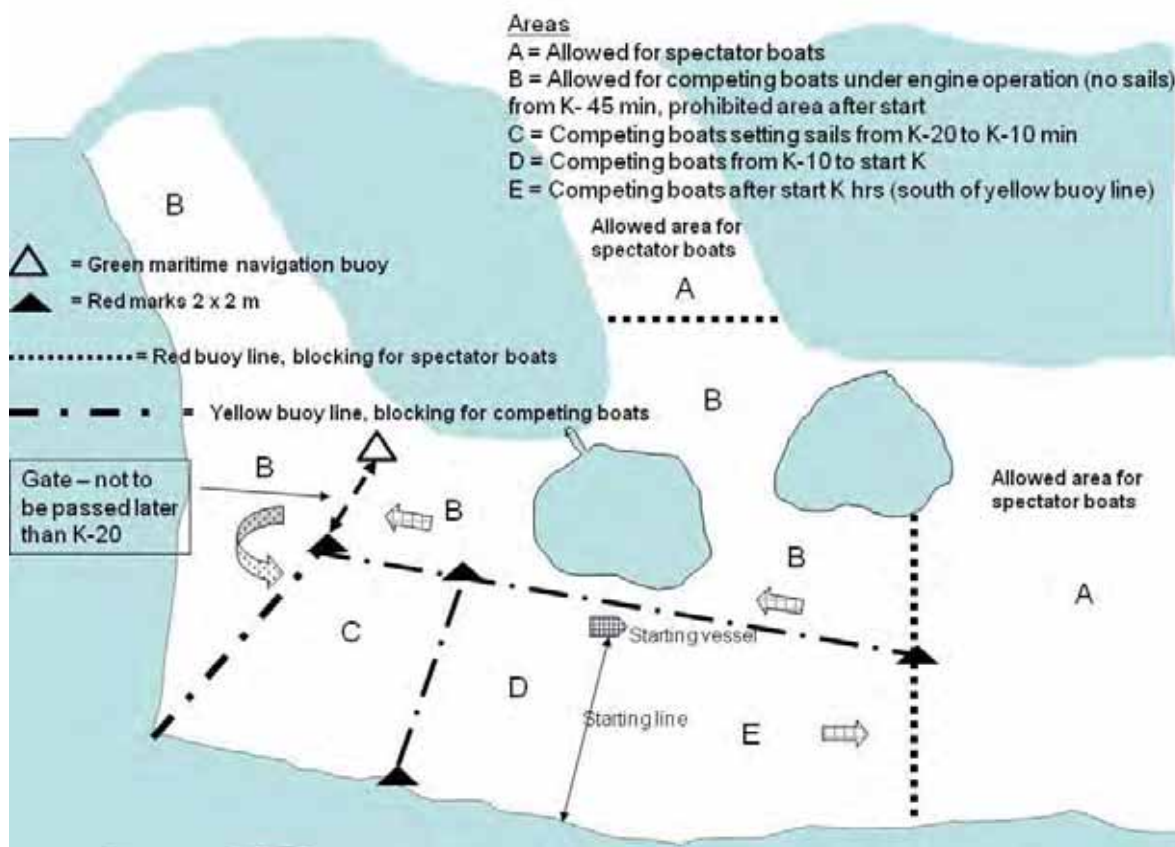 Areas
A = Allowed for spectator boats
B = Allowed for competing boats under engine operation (no sails)
from K- 45 min, prohibited area after start
C = Competing boats setting sails from K-20 to K-10 min
D = Competing boats from K-10 to start K
E = Competing boats after start K hrs (south of yellow buoy line)
B
Allowed area for
spectator boats
= Green maritime navigation buoy
A
= Red marks 2 x 2 m
= Red buoy line, blocking for spectator boats
B
= Yellow buoy line, blocking for competing boats
Gate – not to
be passed later
than K-20
B
B
Allowed area for
spectator boats
B
A
C
Starting vessel
D
Starting line
E